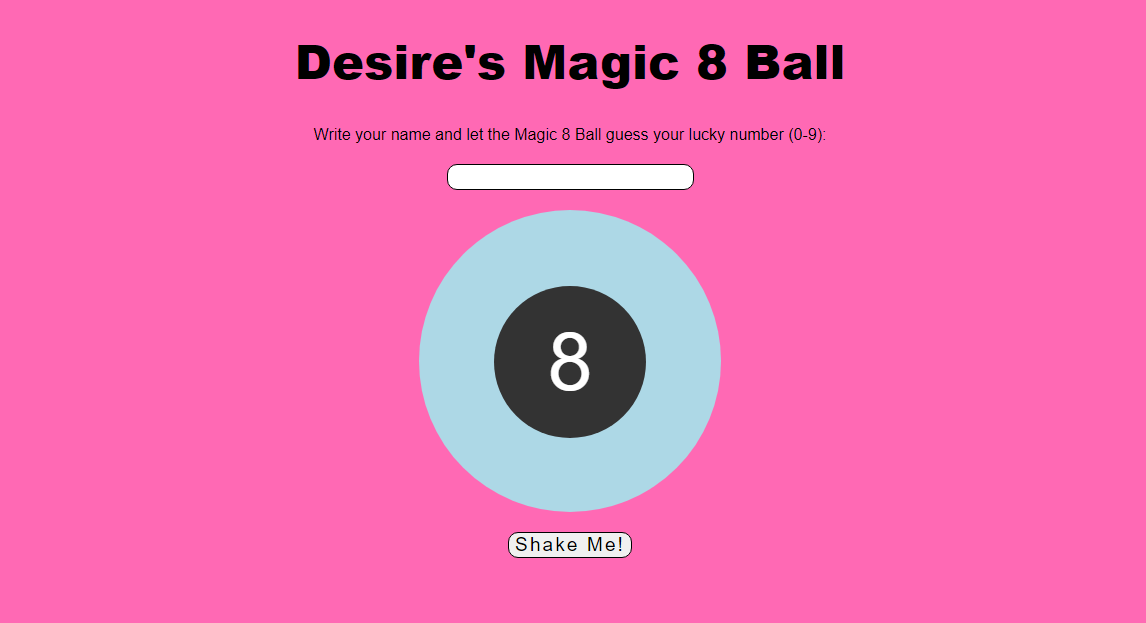 Desire's Magic 8 Ball
Write your name and let the Magic 8 Ball guess your lucky number (0-9):
8
Shake Me!